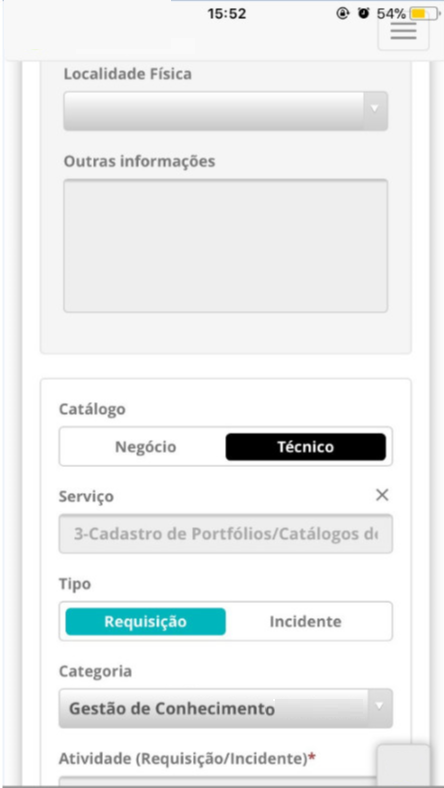 15:52
54%
Localidade Física
Outras informações
Catálogo
Negócio
Técnico
Serviço
3-Cadastro de Portfólios/Catálogos d
Tipo
Requisição
Incidente
Categoria
Gestão de Conhecimento
Atividade (Requisição/Incidente)*